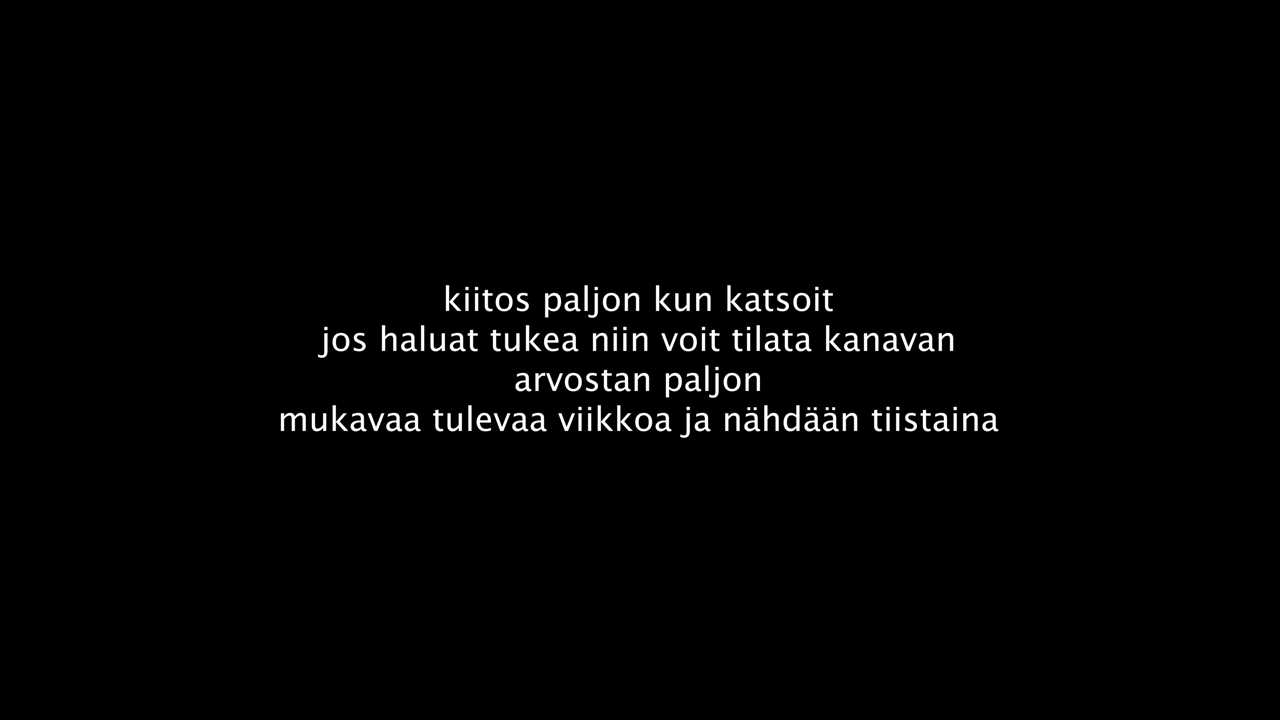 kiitos paljon kun katsoit
jos haluat tukea niin voit tilata kanavan
arvostan paljon
mukavaa tulevaa viikkoa ja nähdään tiistaina